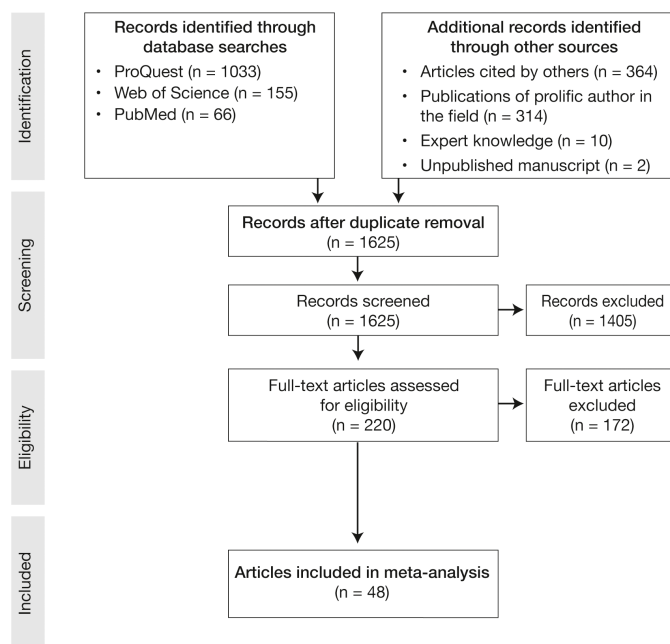 Identification
Records identified through
database searches
• ProQuest (n = 1033)
• Web of Science (n = 155)
• PubMed (n = 66)
Additional records identified
through other sources
• Articles cited by others (n = 364)
• Publications of prolific author in
the field (n = 314)
• Expert knowledge (n = 10)
• Unpublished manuscript (n = 2)
Screening
Records after duplicate removal
(n = 1625)
Records screened
(n = 1625)
Records excluded
(n = 1405)
Eligibility
Full-text articles assessed
for eligibility
(n = 220)
Full-text articles
excluded
(n = 172)
Included
Articles included in meta-analysis
(n = 48)